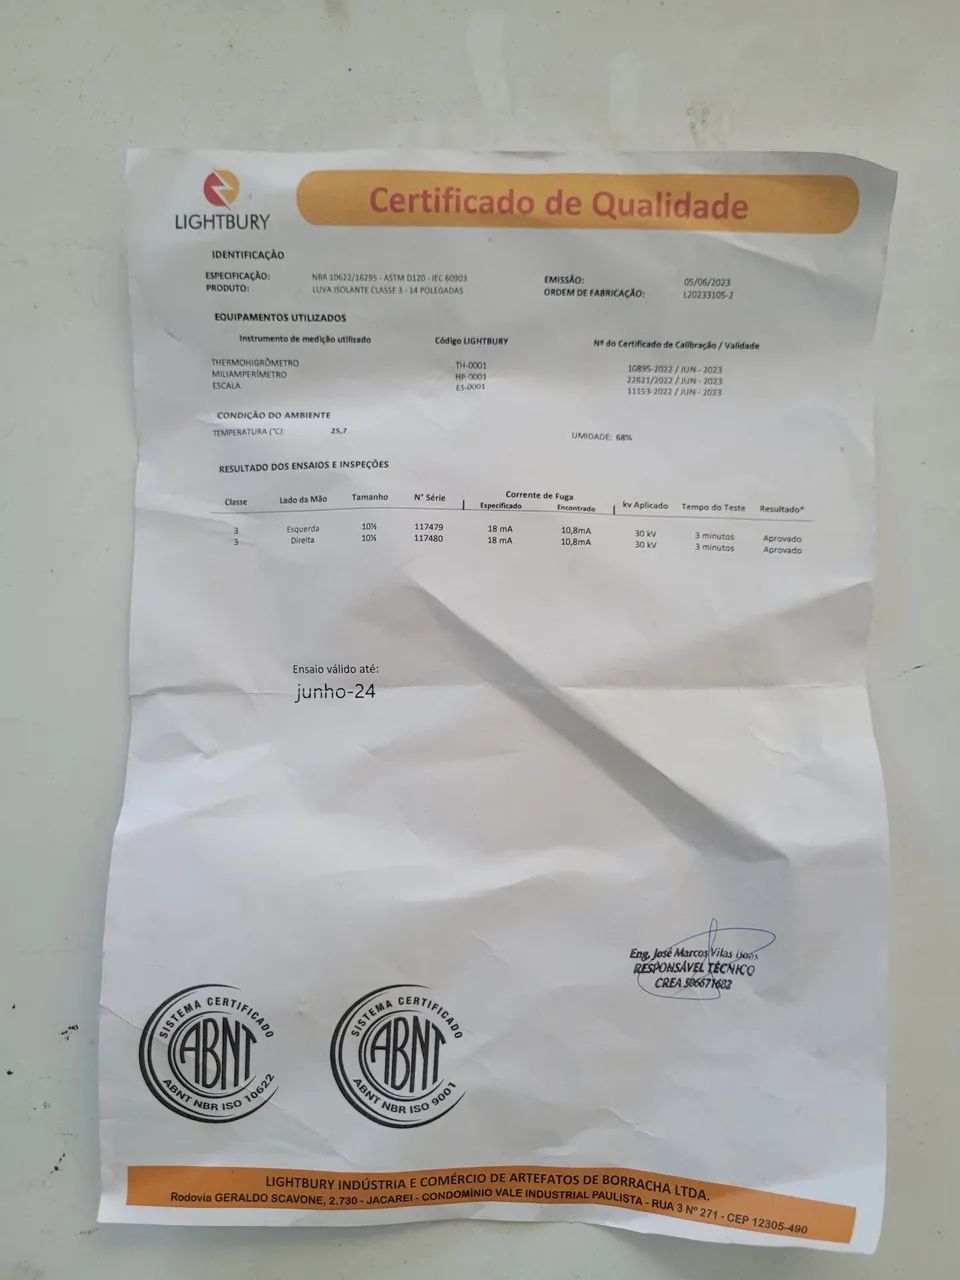 LIGHTBURY
Certificado de Qualidade
IDENTIFICAÇÃO
ESPECIFICAÇÃO: NBR 10622/16295 - ASTM D120 - IEC 60903 EMISSÃO: 05/06/2023
PRODUTO: LUVA ISOLANTE CLASSE 3 - 14 POLEGADAS ORDEM DE FABRICAÇÃO: L20233105-2
EQUIPAMENTOS UTILIZADOS
Instrumento de medição utilizado Código LIGHTBURY Nº do Certificado de Calibração / Validade
THERMOHIGRÔMETRO TH-0001 10895-2022 / JUN - 2023
MILIAMPERÍMETRO HP-0001 22621/2022 / JUN - 2023
ESCALA ES-0001 11153-2022 / JUN - 2023
CONDIÇÃO DO AMBIENTE
TEMPERATURA (°C): 25,7 UMIDADE: 68%
RESULTADO DOS ENSAIOS E INSPEÇÕES
Classe Lado da Mão Tamanho N° Série Corrente de Fuga kv Aplicado Tempo do Teste Resultado*
Especificado Encontrado
3 Esquerda 10½ 117479 18 mA 10,8mA 30 kV 3 minutos Aprovado
3 Direita 10½ 117480 18 mA 10,8mA 30 kV 3 minutos Aprovado
Ensaio válido até:
junho-24
Eng. José Marcos Vilas Boas
RESPONSÁVEL TÉCNICO
CREA 506671682
SISTEMA CERTIFICADO
ABNT
ABNT NBR ISO 10622
SISTEMA CERTIFICADO
ABNT
ABNT NBR ISO 9001
LIGHTBURY INDÚSTRIA E COMÉRCIO DE ARTEFATOS DE BORRACHA LTDA.
Rodovia GERALDO SCAVONE, 2.730 - JACAREI - CONDOMÍNIO VALE INDUSTRIAL PAULISTA - RUA 3 Nº 271 - CEP 12305-490